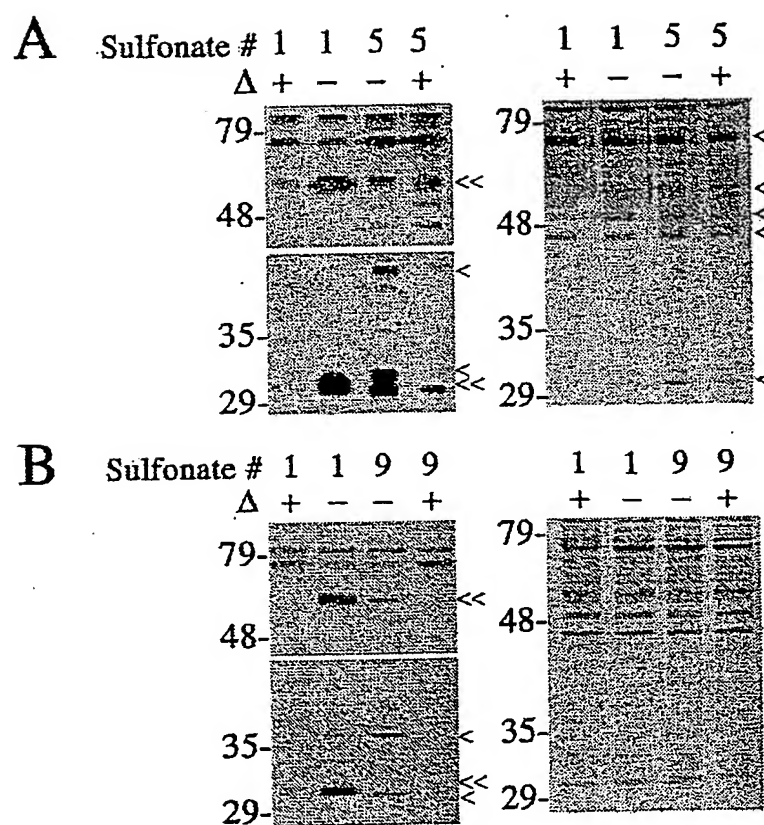 A Sulfonate # 1 1 5 5 1 1 5 5
Δ + − − + + − − +
79- 79- <
<< <
48- 48- <
<
<
35- 35-
<
29- << 29- <
B Sulfonate # 1 1 9 9 1 1 9 9
Δ + − − + + − − +
79- 79-
<<
48- 48-
35- < 35-
<<
29- < 29-